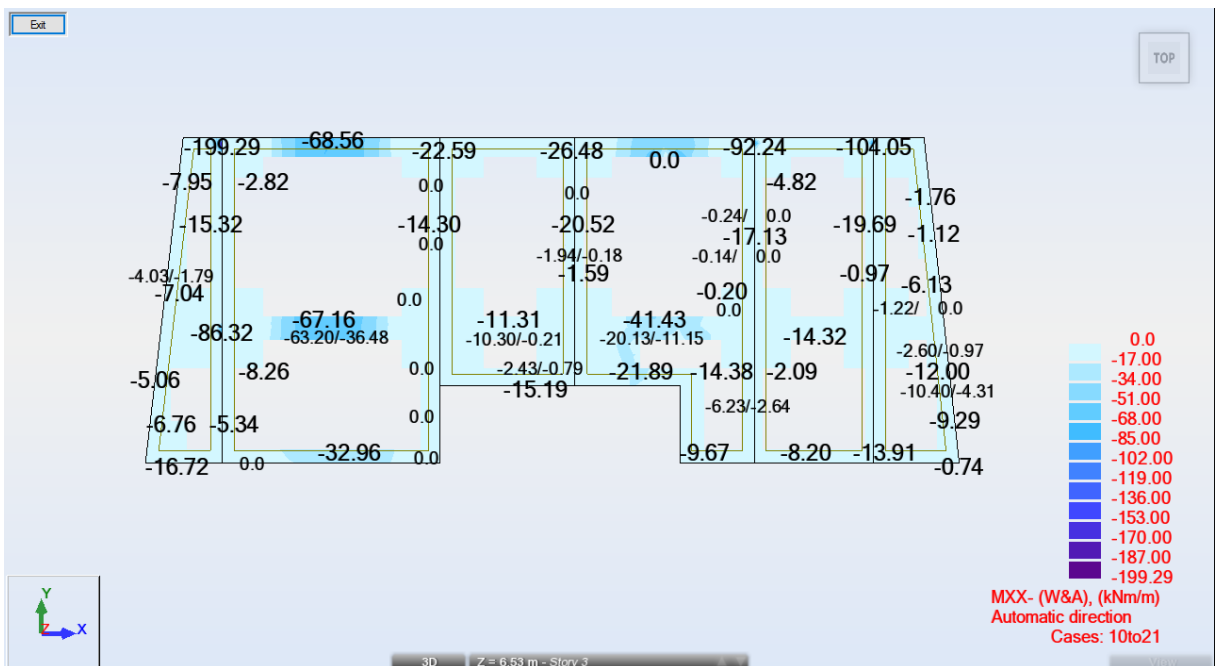 Exit
TOP
-199.29 -68.56 -22.59 -26.48 0.0 -92.24 -104.05
-7.95 -2.82 0.0 0.0 -4.82 -1.76
-15.32 -14.30 -20.52 -0.24/ 0.0 -19.69 -1.12
0.0 -17.13
-4.03/-1.79 -1.94/-0.18 -0.14/ 0.0
-7.04 -1.59 -0.97 -6.13
0.0 -0.20
0.0 -1.22/ 0.0
-86.32 -67.16 -11.31 -41.43 -14.32
-63.20/-36.48 -10.30/-0.21 -20.13/-11.15 -2.60/-0.97
-5.06 -8.26 0.0 -2.43/-0.79 -21.89 -14.38 -2.09 -12.00
-15.19 -10.40/-4.31
-6.76 -5.34 0.0 -6.23/-2.64 -9.29
-16.72 0.0 -32.96 0.0 -9.67 -8.20 -13.91 -0.74
0.0
-17.00
-34.00
-51.00
-68.00
-85.00
-102.00
-119.00
-136.00
-153.00
-170.00
-187.00
-199.29
MXX- (W&A), (kNm/m)
Automatic direction
Cases: 10to21
Y
Z X
3D Z = 6.53 m - Story 3
View